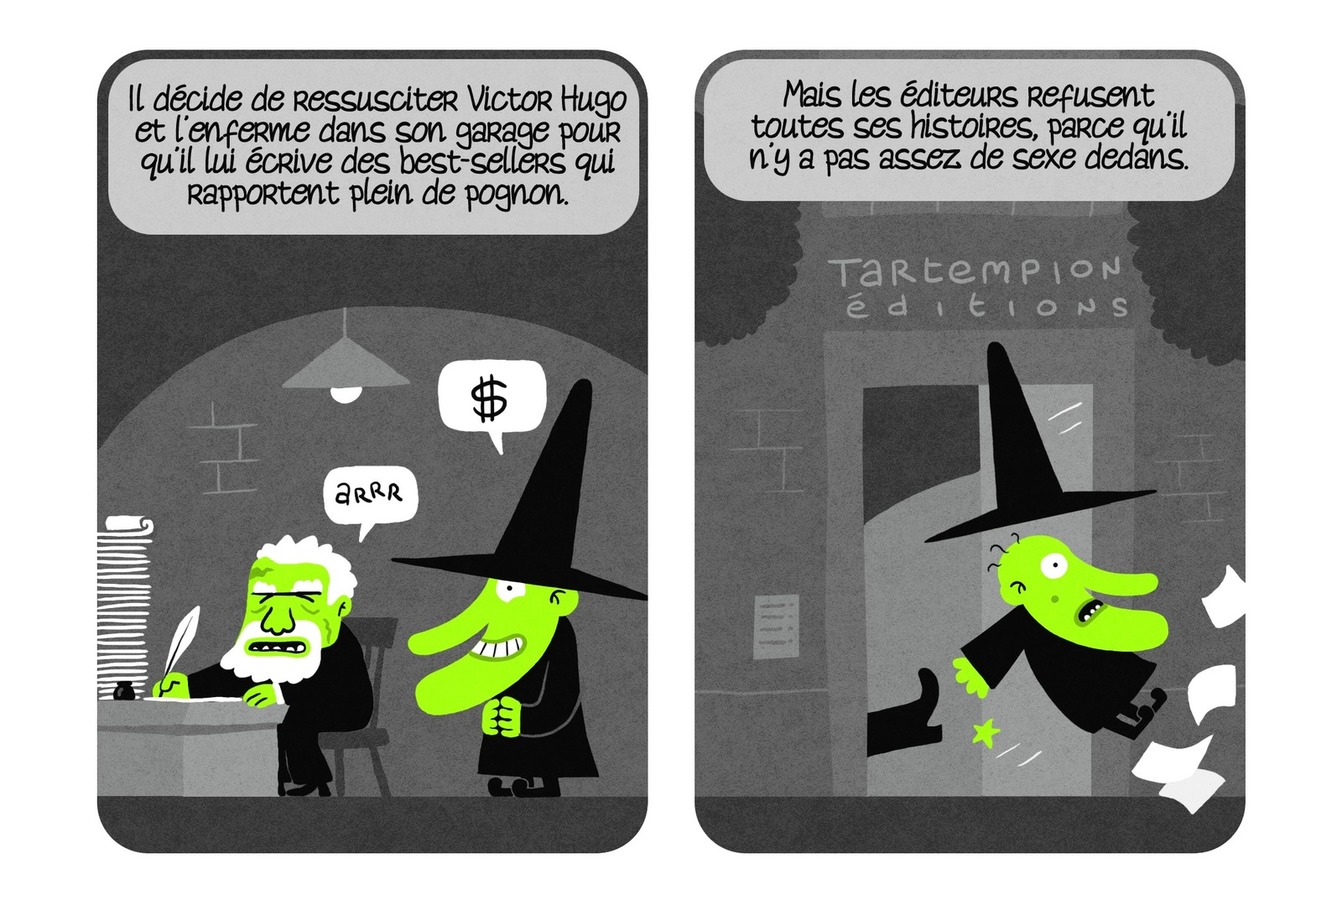 Il décide de ressusciter Victor Hugo
et l'enferme dans son garage pour
qu'il lui écrive des best-sellers qui
rapportent plein de pognon.
$
arrr
Mais les éditeurs refusent
toutes ses histoires, parce qu'il
n'y a pas assez de sexe dedans.
Tartempion
éditions